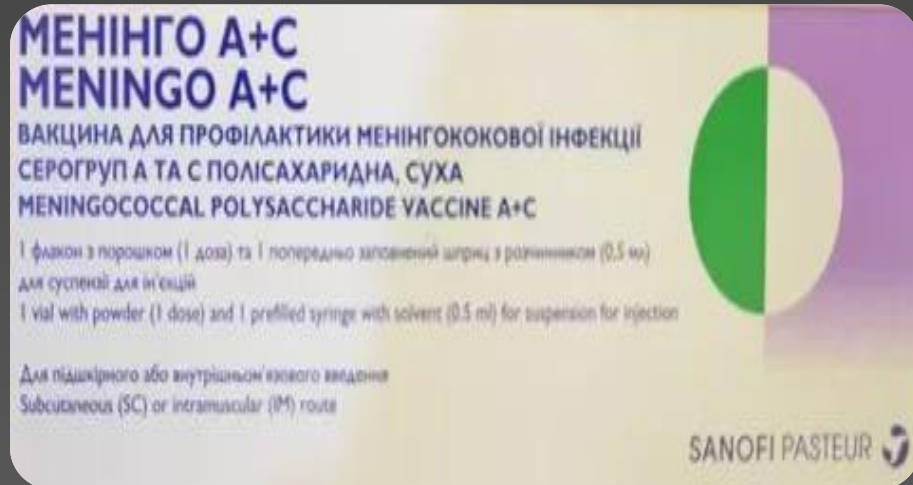 МЕНІНГО А+С
MENINGO A+C
ВАКЦИНА ДЛЯ ПРОФІЛАКТИКИ МЕНІНГОКОКОВОЇ ІНФЕКЦІЇ
СЕРОГРУП А ТА С ПОЛІСАХАРИДНА, СУХА
MENINGOCOCCAL POLYSACCHARIDE VACCINE A+C
1 флакон з порошком (1 доза) та 1 попередньо заповнений шприц з розчинником (0.5 мл)
для суспензії для ін'єкцій
1 vial with powder (1 dose) and 1 prefilled syringe with solvent (0.5 ml) for suspension for injection
Для підшкірного або внутрішньом'язового введення
Subcutaneous (SC) or intramuscular (IM) route
SANOFI PASTEUR